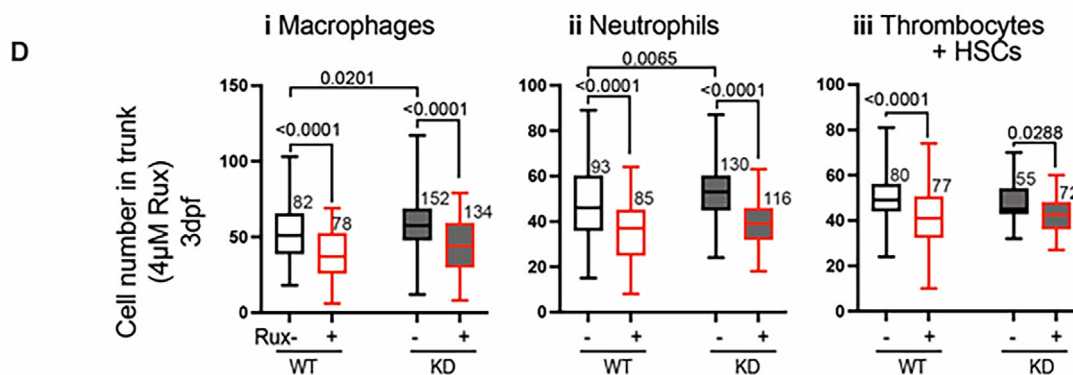 D
i Macrophages
ii Neutrophils
iii Thrombocytes
+ HSCs
Cell number in trunk
(4µM Rux)
3dpf
150
100
50
0
0.0201
<0.0001
<0.0001
82
78
152
134
Rux- + - +
WT KD
100
80
60
40
20
0
0.0065
<0.0001
<0.0001
93
85
130
116
- + - +
WT KD
100
80
60
40
20
0
<0.0001
0.0288
80
77
55
72
- + - +
WT KD